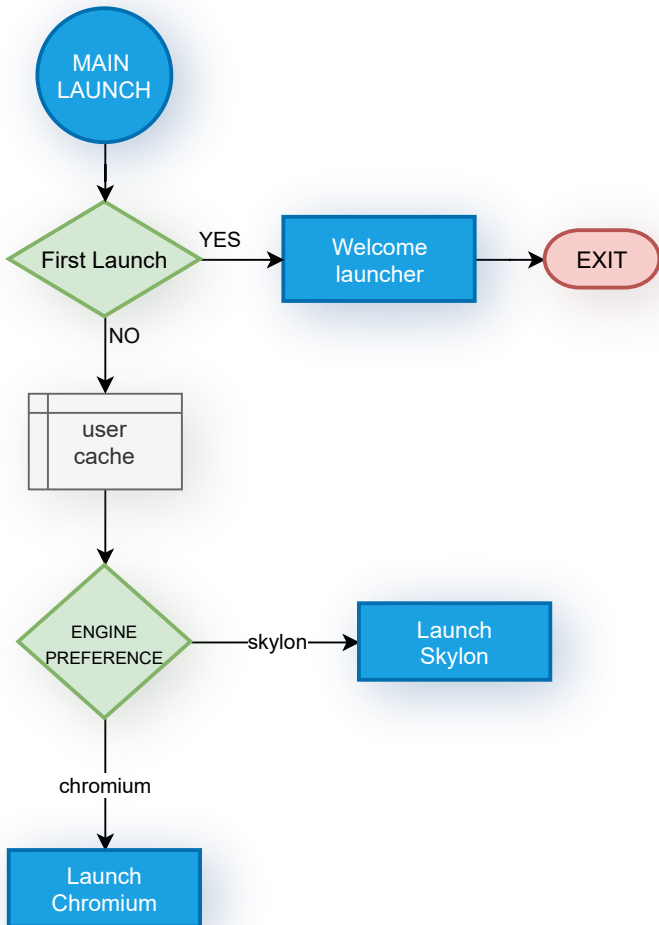 MAIN
LAUNCH
First Launch
YES
Welcome
launcher
EXIT
NO
user
cache
ENGINE
PREFERENCE
skylon
Launch
Skylon
chromium
Launch
Chromium